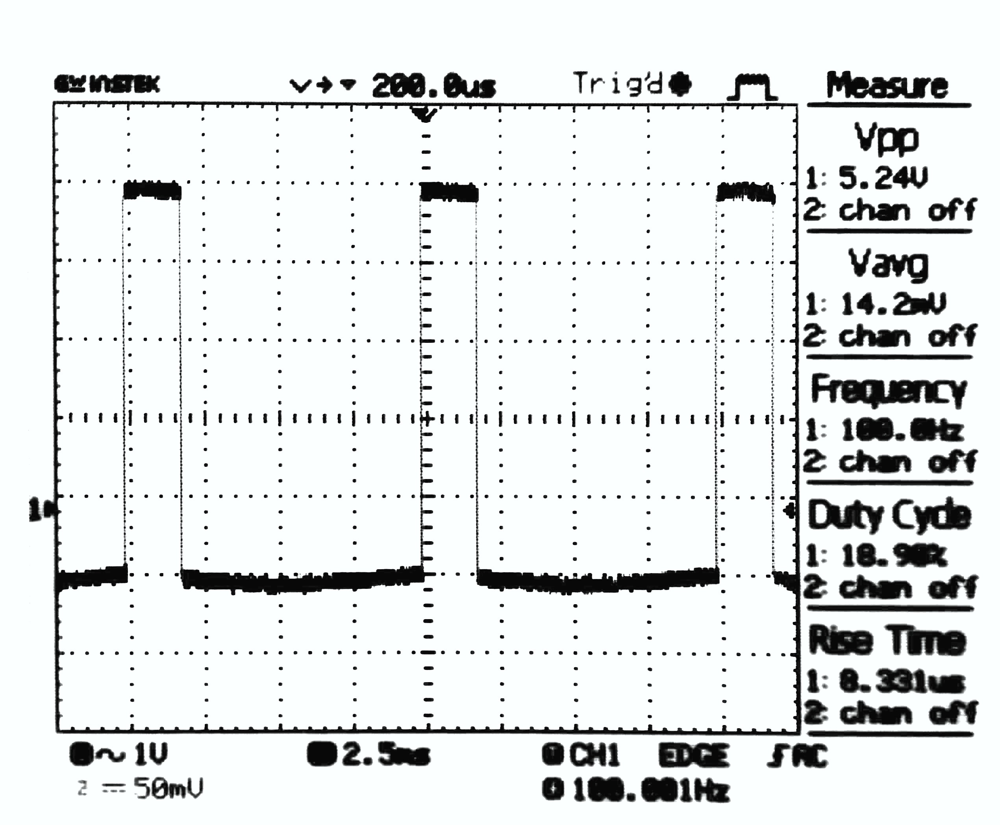 GW INSTEK 200.0us Trig'd Measure
Vpp
1: 5.24V
2: chan off
Vavg
1: 14.2mV
2: chan off
Frequency
1: 100.0Hz
2: chan off
Duty Cycle
1: 18.90%
2: chan off
Rise Time
1: 8.331us
2: chan off
1
~ 1V 2.5ms CH1 EDGE AC
2 50mV 100.001Hz